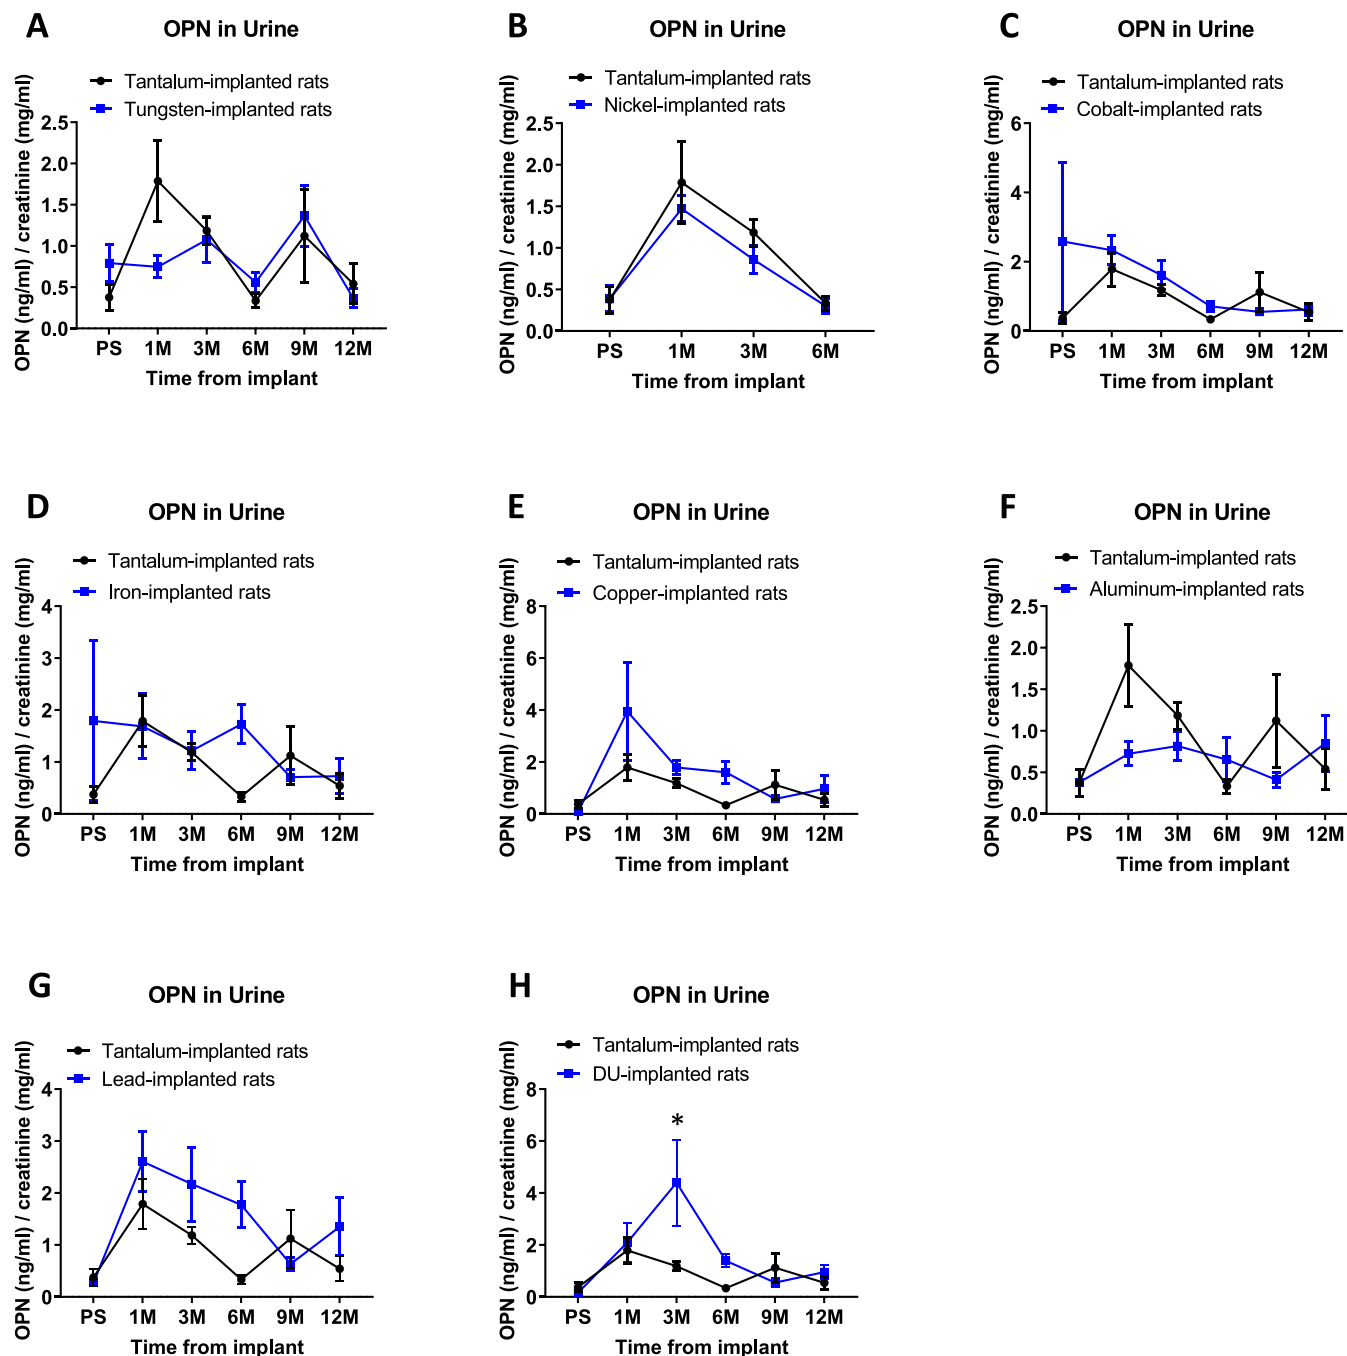 A
OPN in Urine
Tantalum-implanted rats
Tungsten-implanted rats
OPN (ng/ml) / creatinine (mg/ml)
2.5
2.0
1.5
1.0
0.5
0.0
PS 1M 3M 6M 9M 12M
Time from implant
B
OPN in Urine
Tantalum-implanted rats
Nickel-implanted rats
OPN (ng/ml) / creatinine (mg/ml)
2.5
2.0
1.5
1.0
0.5
0.0
PS 1M 3M 6M
Time from implant
C
OPN in Urine
Tantalum-implanted rats
Cobalt-implanted rats
OPN (ng/ml) / creatinine (mg/ml)
6
4
2
0
PS 1M 3M 6M 9M 12M
Time from implant
D
OPN in Urine
Tantalum-implanted rats
Iron-implanted rats
OPN (ng/ml) / creatinine (mg/ml)
4
3
2
1
0
PS 1M 3M 6M 9M 12M
Time from implant
E
OPN in Urine
Tantalum-implanted rats
Copper-implanted rats
OPN (ng/ml) / creatinine (mg/ml)
8
6
4
2
0
PS 1M 3M 6M 9M 12M
Time from implant
F
OPN in Urine
Tantalum-implanted rats
Aluminum-implanted rats
OPN (ng/ml) / creatinine (mg/ml)
2.5
2.0
1.5
1.0
0.5
0.0
PS 1M 3M 6M 9M 12M
Time from implant
G
OPN in Urine
Tantalum-implanted rats
Lead-implanted rats
OPN (ng/ml) / creatinine (mg/ml)
4
3
2
1
0
PS 1M 3M 6M 9M 12M
Time from implant
H
OPN in Urine
Tantalum-implanted rats
DU-implanted rats
OPN (ng/ml) / creatinine (mg/ml)
8
6
4
2
0
*
PS 1M 3M 6M 9M 12M
Time from implant